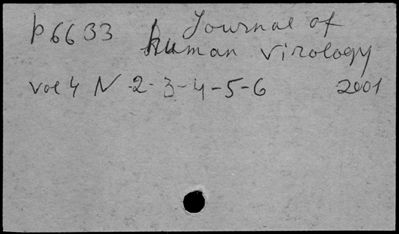 P6633 Journal of
human virology
vol 4 N 2-3-4-5-6 2001